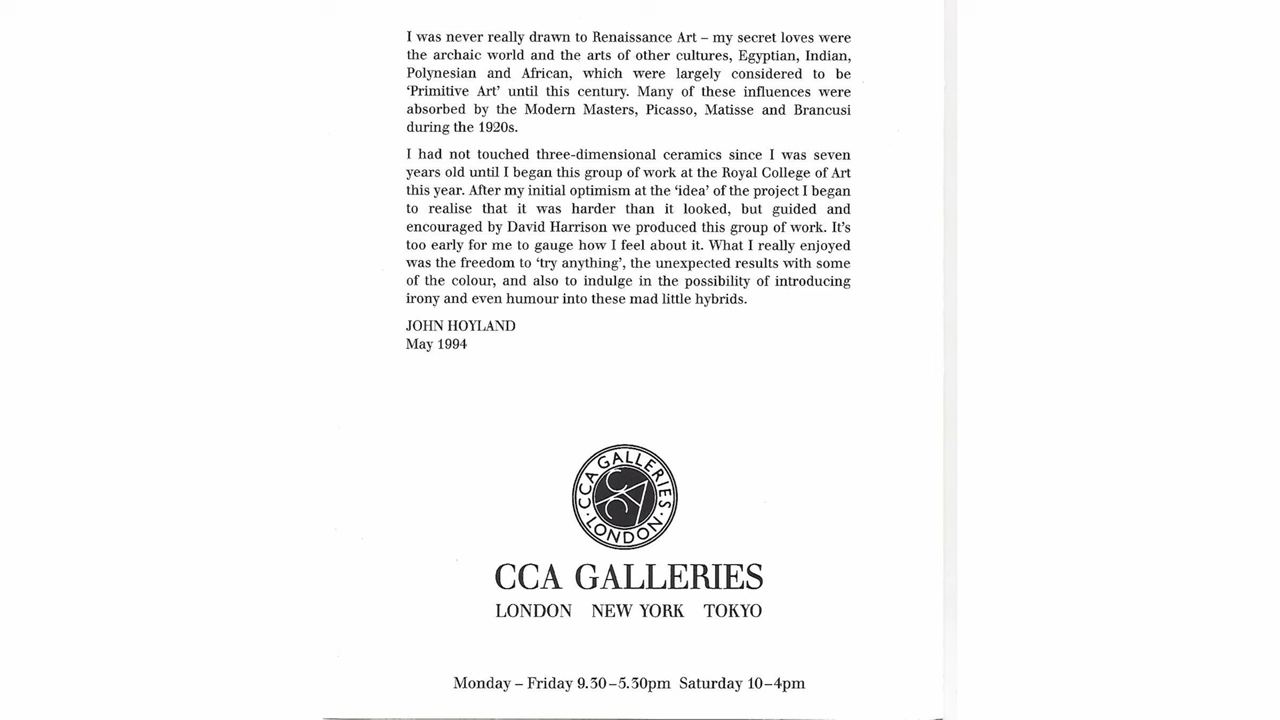 I was never really drawn to Renaissance Art – my secret loves were
the archaic world and the arts of other cultures, Egyptian, Indian,
Polynesian and African, which were largely considered to be
‘Primitive Art’ until this century. Many of these influences were
absorbed by the Modern Masters, Picasso, Matisse and Brancusi
during the 1920s.
I had not touched three-dimensional ceramics since I was seven
years old until I began this group of work at the Royal College of Art
this year. After my initial optimism at the ‘idea’ of the project I began
to realise that it was harder than it looked, but guided and
encouraged by David Harrison we produced this group of work. It’s
too early for me to gauge how I feel about it. What I really enjoyed
was the freedom to ‘try anything’, the unexpected results with some
of the colour, and also to indulge in the possibility of introducing
irony and even humour into these mad little hybrids.
JOHN HOYLAND
May 1994
CCA GALLERIES
· LONDON ·
CCA
CCA GALLERIES
LONDON NEW YORK TOKYO
Monday – Friday 9.30–5.30pm Saturday 10–4pm